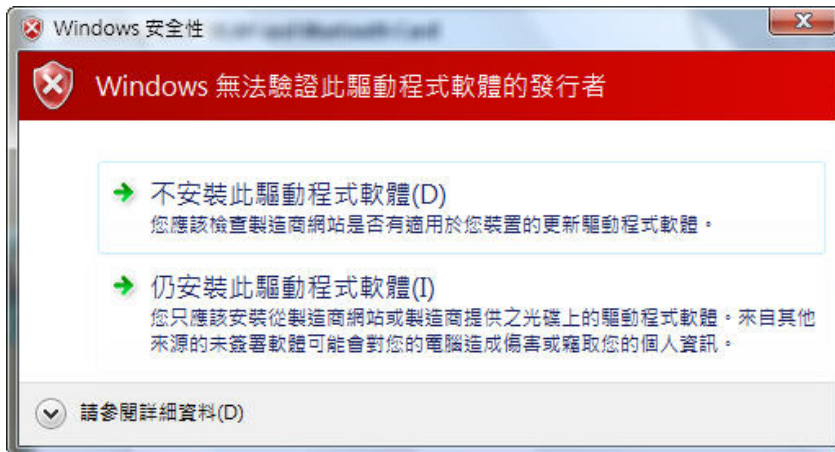 Windows 安全性
Windows 無法驗證此驅動程式軟體的發行者
不安裝此驅動程式軟體(D)
您應該檢查製造商網站是否有適用於您裝置的更新驅動程式軟體。
仍安裝此驅動程式軟體(I)
您只應該安裝從製造商網站或製造商提供之光碟上的驅動程式軟體。來自其他
來源的未簽署軟體可能會對您的電腦造成傷害或竊取您的個人資訊。
請參閱詳細資料(D)